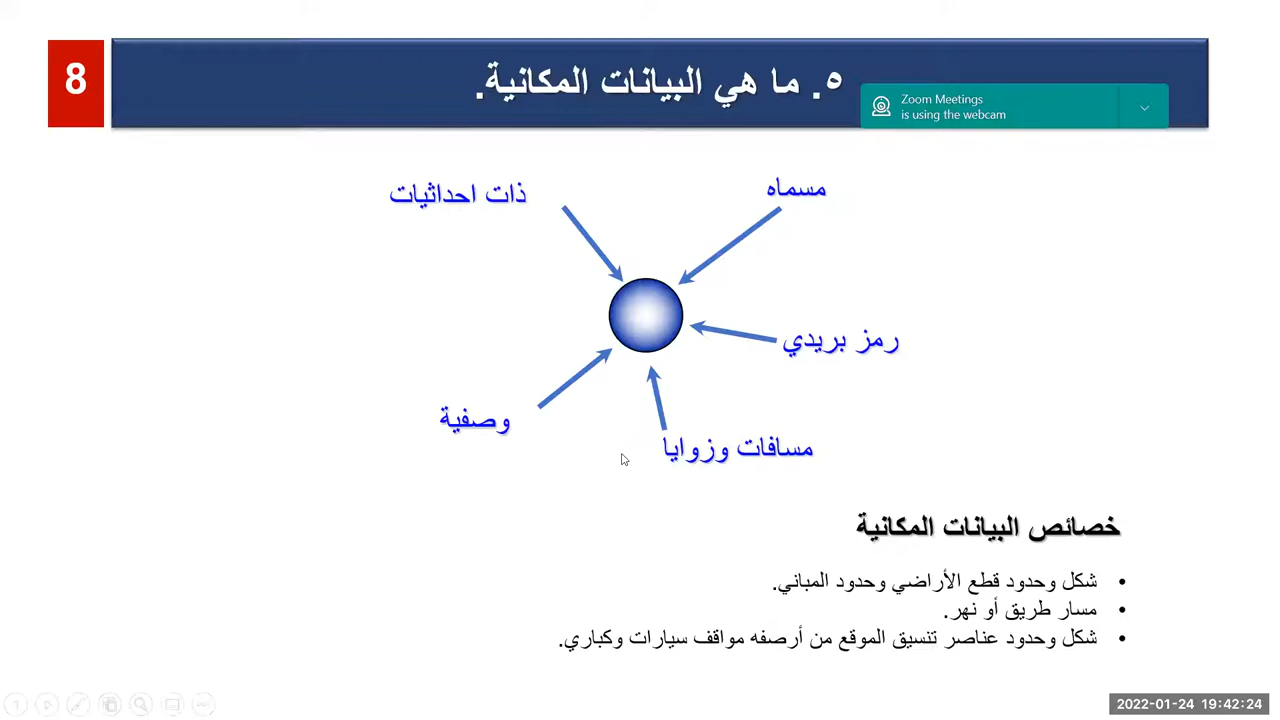 8
٥. ما هي البيانات المكانية.
Zoom Meetings
is using the webcam
مسماه
ذات احداثيات
رمز بريدي
وصفية
مسافات وزوايا
خصائص البيانات المكانية
• شكل وحدود قطع الأراضي وحدود المباني.
• مسار طريق أو نهر.
• شكل وحدود عناصر تنسيق الموقع من أرصفه مواقف سيارات وكباري.
2022-01-24 19:42:24